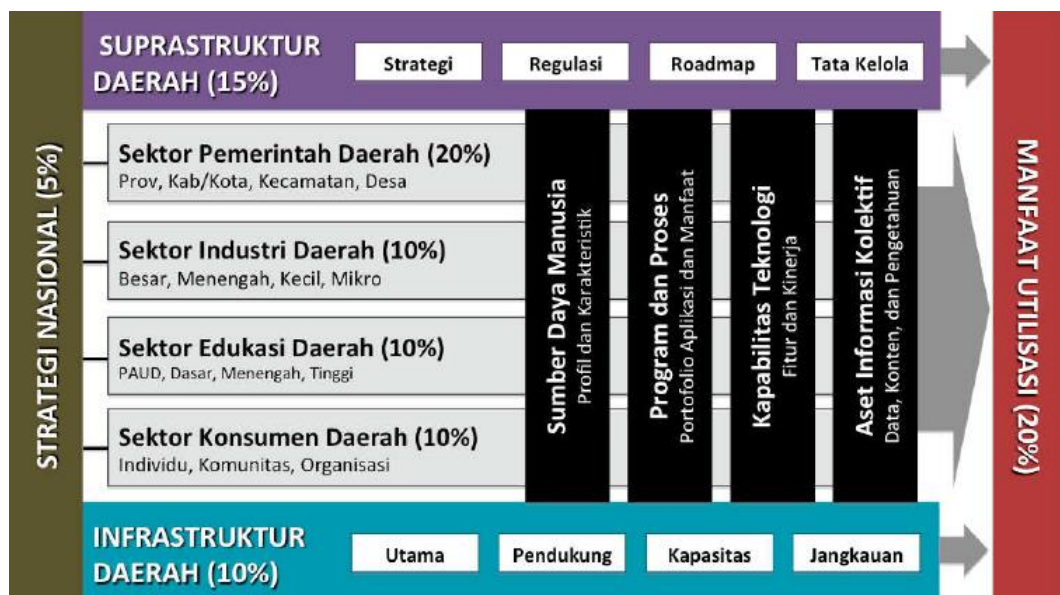 STRATEGI NASIONAL (5%)
SUPRASTRUKTUR
DAERAH (15%)
Strategi
Regulasi
Roadmap
Tata Kelola
Sektor Pemerintah Daerah (20%)
Prov, Kab/Kota, Kecamatan, Desa
Sektor Industri Daerah (10%)
Besar, Menengah, Kecil, Mikro
Sektor Edukasi Daerah (10%)
PAUD, Dasar, Menengah, Tinggi
Sektor Konsumen Daerah (10%)
Individu, Komunitas, Organisasi
Sumber Daya Manusia
Profil dan Karakteristik
Program dan Proses
Portofolio Aplikasi dan Manfaat
Kapabilitas Teknologi
Fitur dan Kinerja
Aset Informasi Kolektif
Data, Konten, dan Pengetahuan
INFRASTRUKTUR
DAERAH (10%)
Utama
Pendukung
Kapasitas
Jangkauan
MANFAAT UTILISASI (20%)